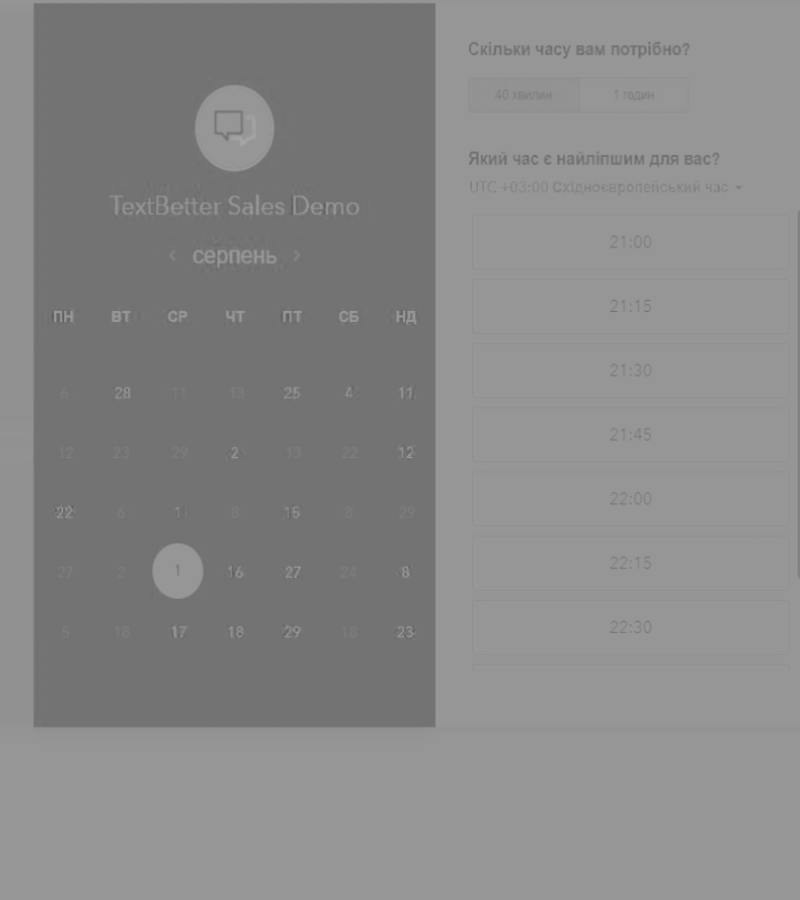 TextBetter Sales Demo
‹ серпень ›
ПН ВТ СР ЧТ ПТ СБ НД
6 28 11 13 25 4 11
12 23 29 2 13 22 12
22 6 1 8 15 8 29
27 2 1 16 27 24 8
5 18 17 18 29 18 23
Скільки часу вам потрібно?
40 хвилин 1 годин
Який час є найліпшим для вас?
UTC +03:00 Східноєвропейський час
21:00
21:15
21:30
21:45
22:00
22:15
22:30